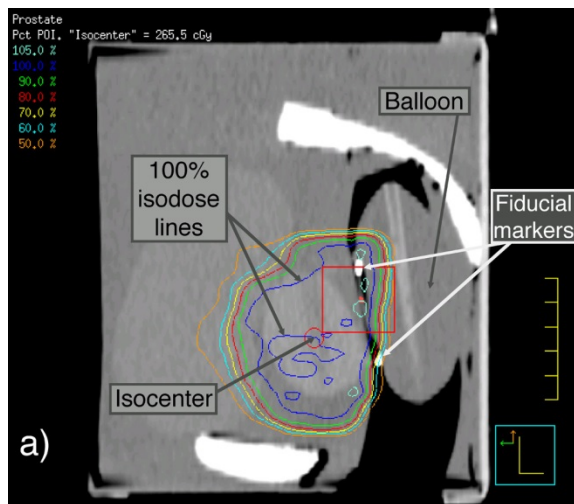 Prostate
Pct POI. "Isocenter" = 265.5 cGy
105.0 %
100.0 %
90.0 %
80.0 %
70.0 %
60.0 %
50.0 %
Balloon
100%
isodose
lines
Fiducial
markers
Isocenter
a)